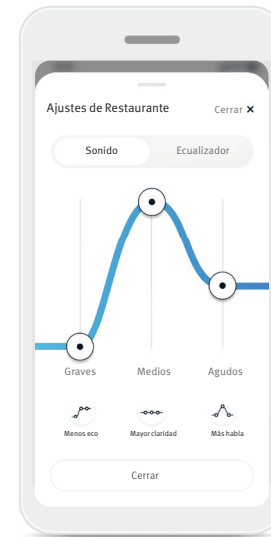 Ajustes de Restaurante Cerrar ×
Sonido Ecualizador
Graves Medios Agudos
Menos eco Mayor claridad Más habla
Cerrar